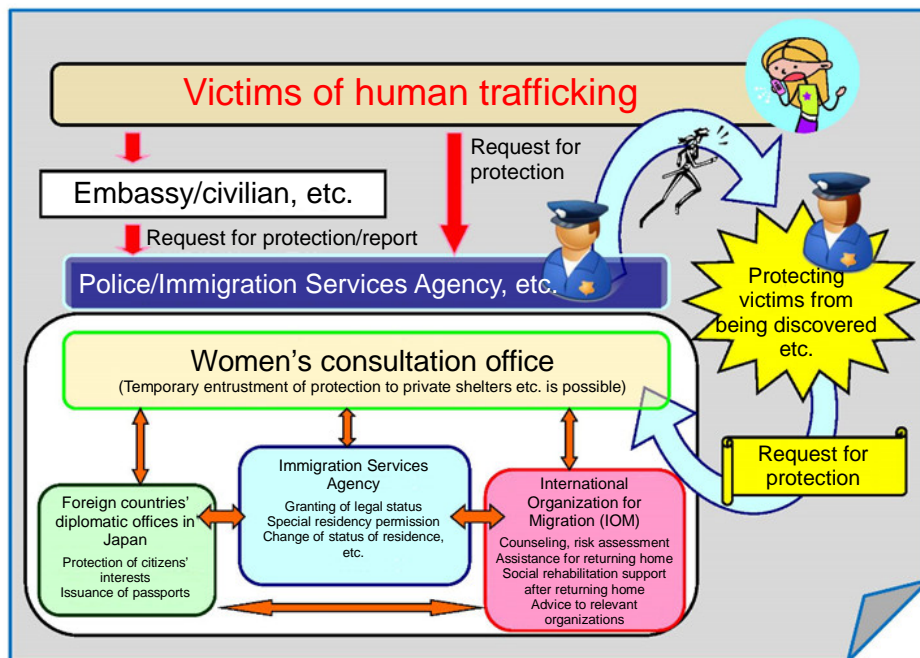 Victims of human trafficking
Request for
protection
Embassy/civilian, etc.
Request for protection/report
Police/Immigration Services Agency, etc.
Protecting
victims from
being discovered
etc.
Women's consultation office
(Temporary entrustment of protection to private shelters etc. is possible)
Request for
protection
Foreign countries'
diplomatic offices in
Japan
Protection of citizens'
interests
Issuance of passports
Immigration Services
Agency
Granting of legal status
Special residency permission
Change of status of residence,
etc.
International
Organization for
Migration (IOM)
Counseling, risk assessment
Assistance for returning home
Social rehabilitation support
after returning home
Advice to relevant
organizations